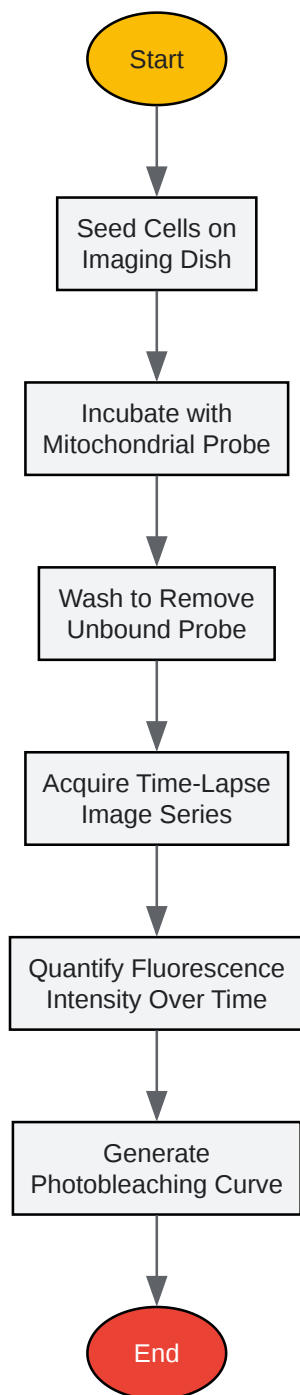 Start
Seed Cells on
Imaging Dish
Incubate with
Mitochondrial Probe
Wash to Remove
Unbound Probe
Acquire Time-Lapse
Image Series
Quantify Fluorescence
Intensity Over Time
Generate
Photobleaching Curve
End